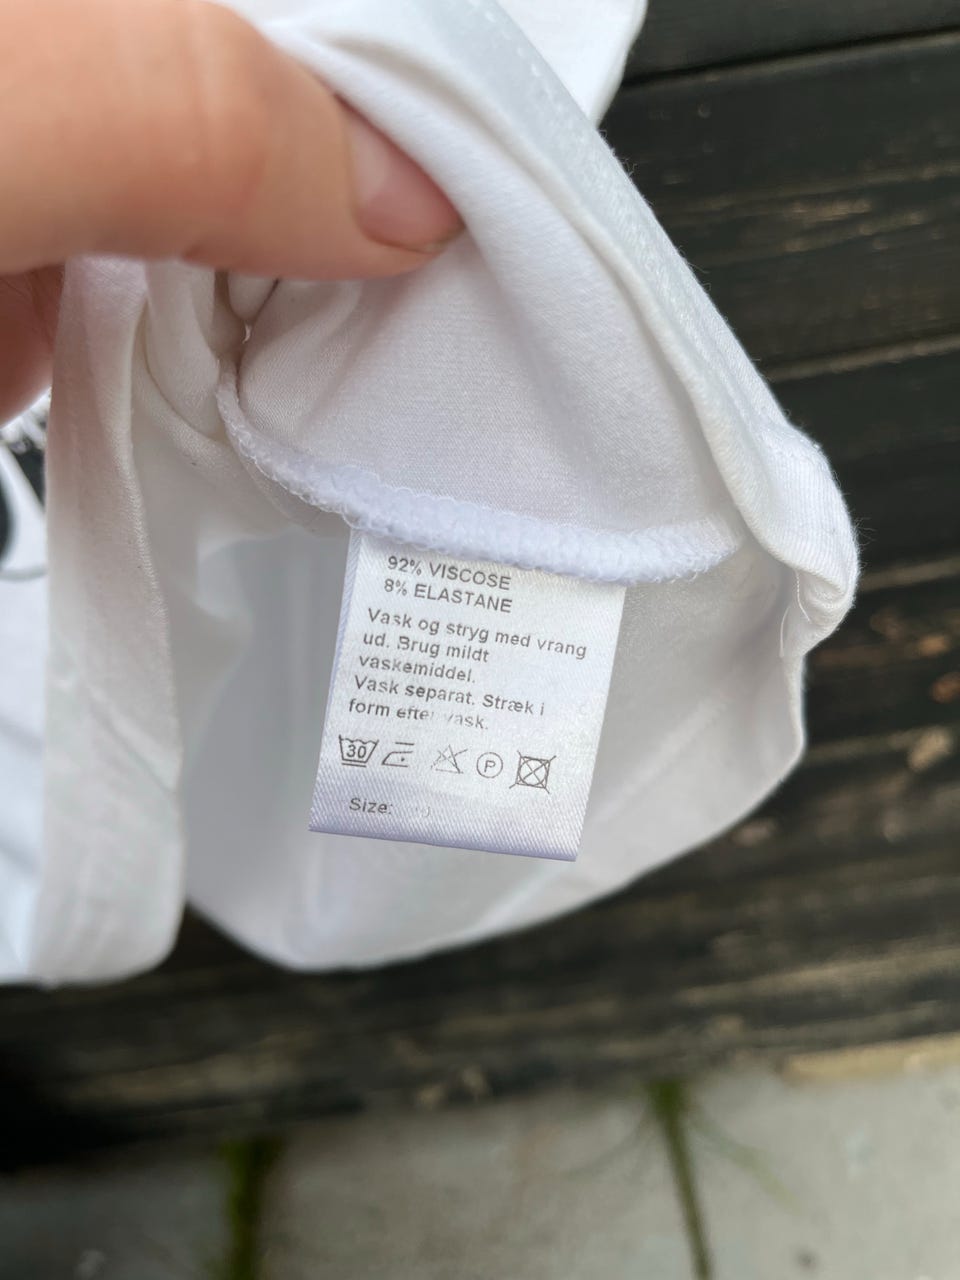 92% VISCOSE
8% ELASTANE
Vask og stryg med vrang
ud. Brug mildt
vaskemiddel.
Vask separat. Stræk i
form efter vask.
30 P
Size: